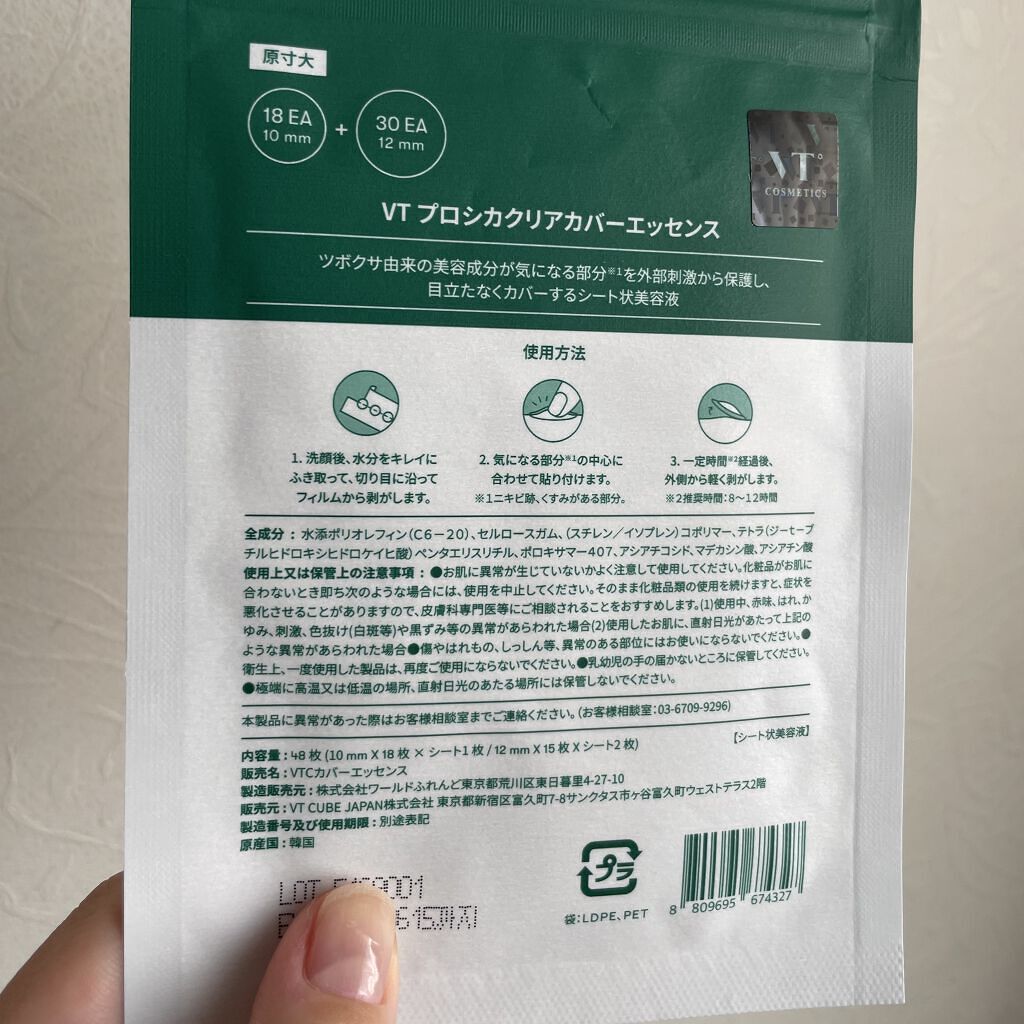 原寸大
18 EA
10 mm
+
30 EA
12 mm
VT
COSMETICS
VT プロシカクリアカバーエッセンス
ツボクサ由来の美容成分が気になる部分※1を外部刺激から保護し、
目立たなくカバーするシート状美容液
使用方法
1. 洗顔後、水分をキレイに
ふき取って、切り目に沿って
フィルムから剥がします。
2. 気になる部分※1の中心に
合わせて貼り付けます。
※1ニキビ跡、くすみがある部分。
3. 一定時間※2経過後、
外側から軽く剥がします。
※2推奨時間:8〜12時間
全成分 : 水添ポリオレフィン(C6-20)、セルロースガム、(スチレン/イソプレン)コポリマー、テトラ(ジ-t-ブ
チルヒドロキシヒドロケイヒ酸)ペンタエリスリチル、ポロキサマー407、アシアチコシド、マデカシン酸、アシアチン酸
使用上又は保管上の注意事項 : ●お肌に異常が生じていないかよく注意して使用してください。化粧品がお肌に
合わないとき即ち次のような場合には、使用を中止してください。そのまま化粧品類の使用を続けますと、症状を
悪化させることがありますので、皮膚科専門医等にご相談されることをおすすめします。(1)使用中、赤味、はれ、か
ゆみ、刺激、色抜け(白斑等)や黒ずみ等の異常があらわれた場合(2)使用したお肌に、直射日光があたって上記の
ような異常があらわれた場合●傷やはれもの、しっしん等、異常のある部位にはお使いにならないでください。●
衛生上、一度使用した製品は、再度ご使用にならないでください。●乳幼児の手の届かないところに保管してください。
●極端に高温又は低温の場所、直射日光のあたる場所には保管しないでください。
本製品に異常があった際はお客様相談室までご連絡ください。(お客様相談室:03-6709-9296)
【シート状美容液】
内容量 : 48 枚 (10 mm X 18 枚 × シート1 枚 / 12 mm X 15 枚 X シート2 枚)
販売名 : VTCカバーエッセンス
製造販売元 : 株式会社ワールドふれんど東京都荒川区東日暮里4-27-10
販売元 : VT CUBE JAPAN株式会社 東京都新宿区富久町7-8サンクタス市ヶ谷富久町ウェストテラス2階
製造番号及び使用期限 : 別途表記
原産国 : 韓国
LOT
615까지
プラ
袋:LDPE、PET
8 809695 674327